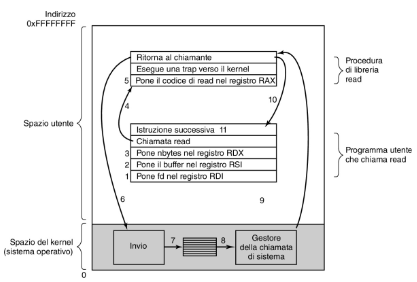 Indirizzo
0xFFFFFFFF
Ritorna al chiamante
Esegue una trap verso il kernel
5 Pone il codice di read nel registro RAX
Procedura
di libreria
read
4
10
Spazio utente
Istruzione successiva 11
Chiamata read
3 Pone nbytes nel registro RDX
2 Pone il buffer nel registro RSI
1 Pone fd nel registro RDI
Programma utente
che chiama read
6
9
Spazio del kernel
(sistema operativo)
Invio
7
8
Gestore
della chiamata
di sistema
0